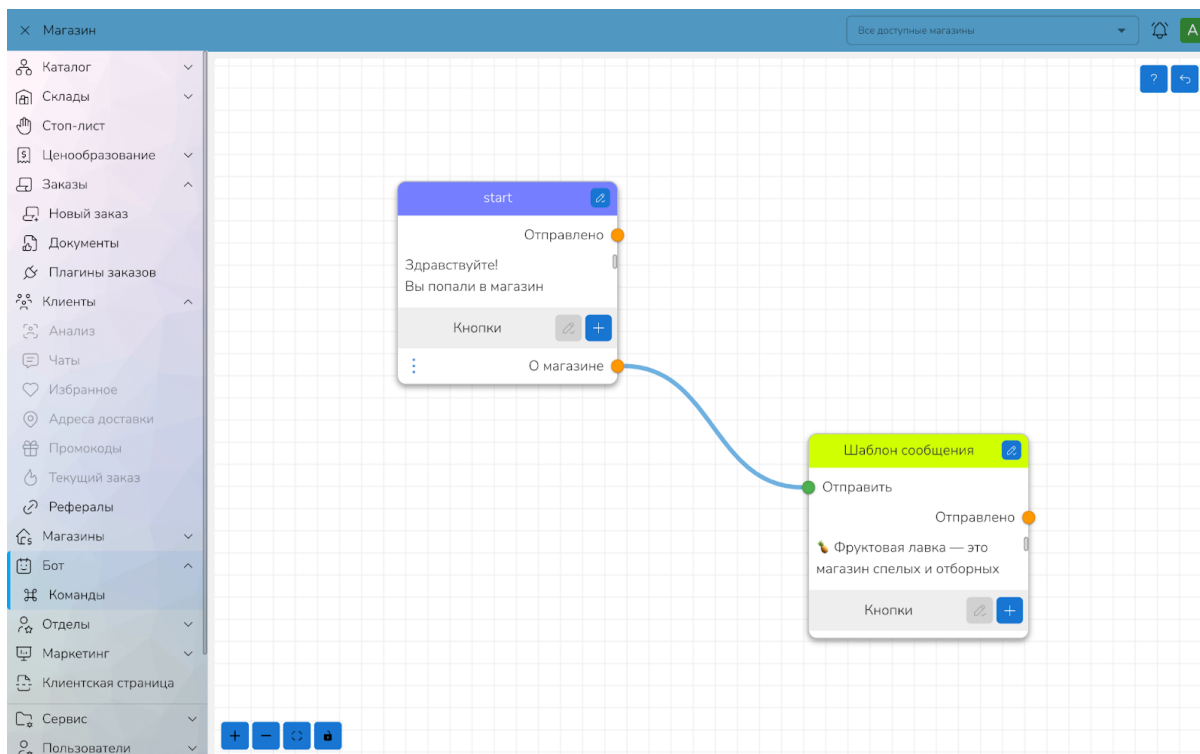 Магазин
Все доступные магазины
A
Каталог
Склады
Стоп-лист
Ценообразование
Заказы
Новый заказ
Документы
Плагины заказов
Клиенты
Анализ
Чаты
Избранное
Адреса доставки
Промокоды
Текущий заказ
Рефералы
Магазины
Бот
Команды
Отделы
Маркетинг
Клиентская страница
Сервис
Пользователи
?
start
Отправлено
Здравствуйте!
Вы попали в магазин
Кнопки
О магазине
Шаблон сообщения
Отправить
Отправлено
🍍 Фруктовая лавка — это
магазин спелых и отборных
Кнопки